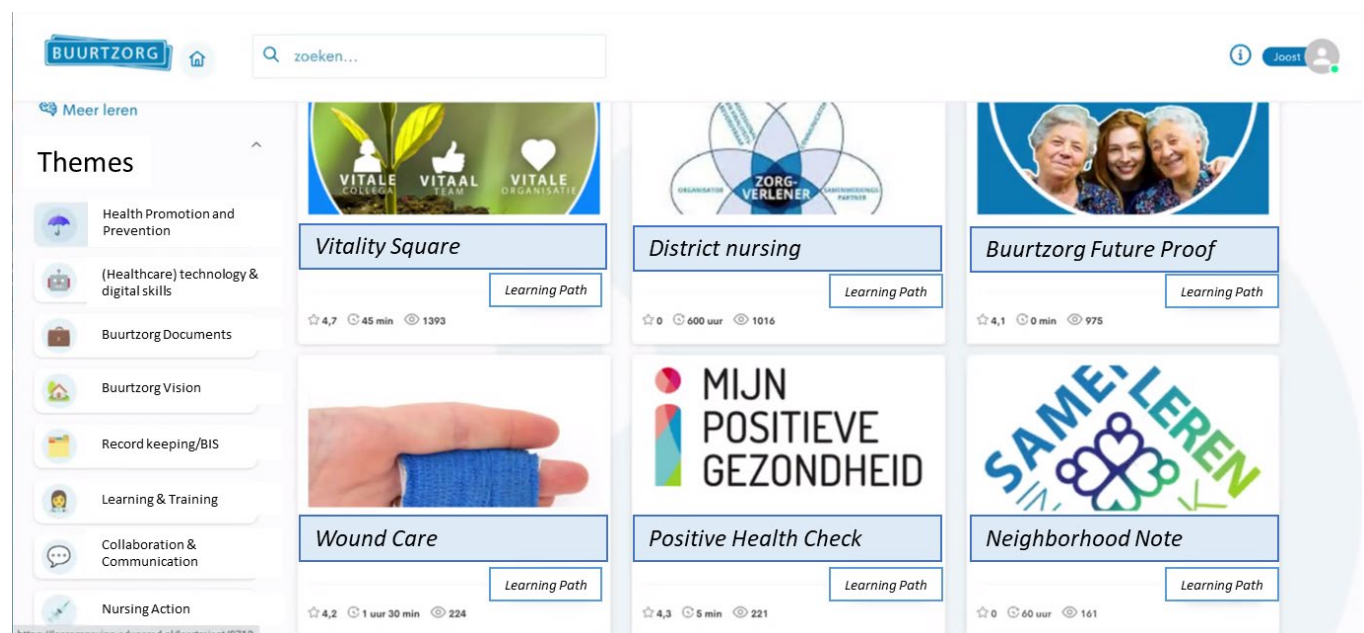 BUURTZORG
zoeken...
Joost
Meer leren
Themes
Health Promotion and
Prevention
(Healthcare) technology &
digital skills
Buurtzorg Documents
Buurtzorg Vision
Record keeping/BIS
Learning & Training
Collaboration &
Communication
Nursing Action
VITALE
COLLEGA
VITAAL
TEAM
VITALE
ORGANISATIE
Vitality Square
Learning Path
4,7 45 min 1393
ORGANISATOR
ZORG-
VERLENER
SAMENWERKINGS-
PARTNER
District nursing
Learning Path
0 600 uur 1016
Buurtzorg Future Proof
Learning Path
4,1 0 min 975
Wound Care
Learning Path
4,2 1 uur 30 min 224
MIJN
POSITIEVE
GEZONDHEID
Positive Health Check
Learning Path
4,3 5 min 221
SAMEN LEREN
IN
Neighborhood Note
Learning Path
0 60 uur 161